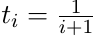 $t_i = \frac{1}{i+1}$